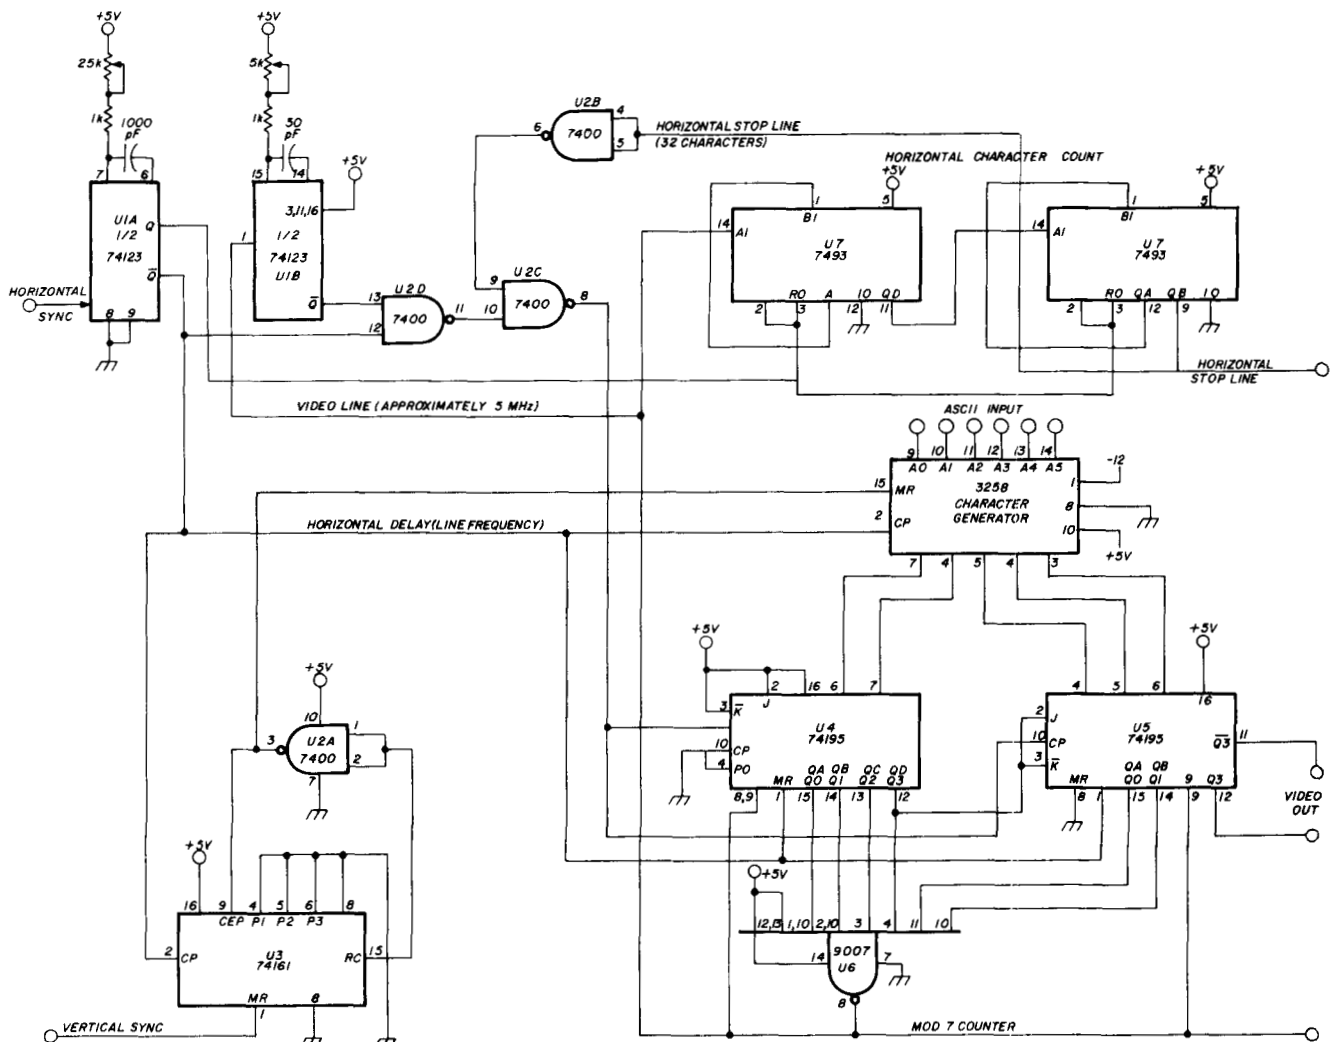 +5V
25k
1k
1000 pF
7 6
U1A
1/2
74123
Q
Q̅
HORIZONTAL SYNC
8 9
+5V
5k
1k
50 pF
15 14
+5V
3,11,16
1
1/2
74123
U1B
Q̅
13 U2D
7400 11
12
U2B
6 7400 4
5
HORIZONTAL STOP LINE
(32 CHARACTERS)
9 U2C
7400 8
10
HORIZONTAL CHARACTER COUNT
+5V
1 5
BI
14 AI
U7
7493
RO A IO QD
2 3 12 11
+5V
1 5
BI
14 AI
U7
7493
RO QA QB IO
2 3 12 9
HORIZONTAL STOP LINE
VIDEO LINE (APPROXIMATELY 5 MHz)
ASCII INPUT
9 10 11 12 13 14
A0 A1 A2 A3 A4 A5
15 MR
2 CP
3258
CHARACTER
GENERATOR
1 -12
8
10 +5V
7 4 5 4 3
HORIZONTAL DELAY (LINE FREQUENCY)
+5V
10
3 U2A 1
7400 2
7
+5V
2 16 6 7
3 K̅ J
U4
74195
10 CP
4 PO
MR QA QB QC QD
Q0 Q1 Q2 Q3
8,9 1 15 14 13 12
+5V
4 5 6 16
2 J
10 CP
3 K̅
U5
74195
Q̅3 11
MR QA QB
Q0 Q1 9 Q3
8 1 15 14 9 12
VIDEO OUT
+5V
12,13 1,10 2,10 3 4 11 10
14 9007 7
U6
8
+5V
16 9 4 5 6 8
CEP P1 P2 P3
2 CP
U3
74161
RC 15
MR 8
1
VERTICAL SYNC
MOD 7 COUNTER